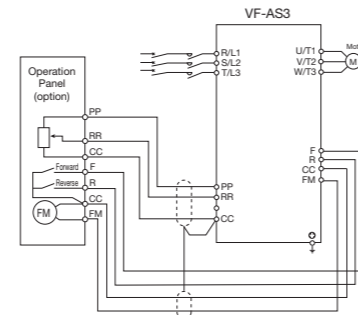 VF-AS3
R/L1
S/L2
T/L3
U/T1
V/T2
W/T3
Mot
M
Operation
Panel
(option)
PP
RR
CC
Forward
F
Reverse
R
CC
FM
FM
F
R
CC
FM
PP
RR
CC